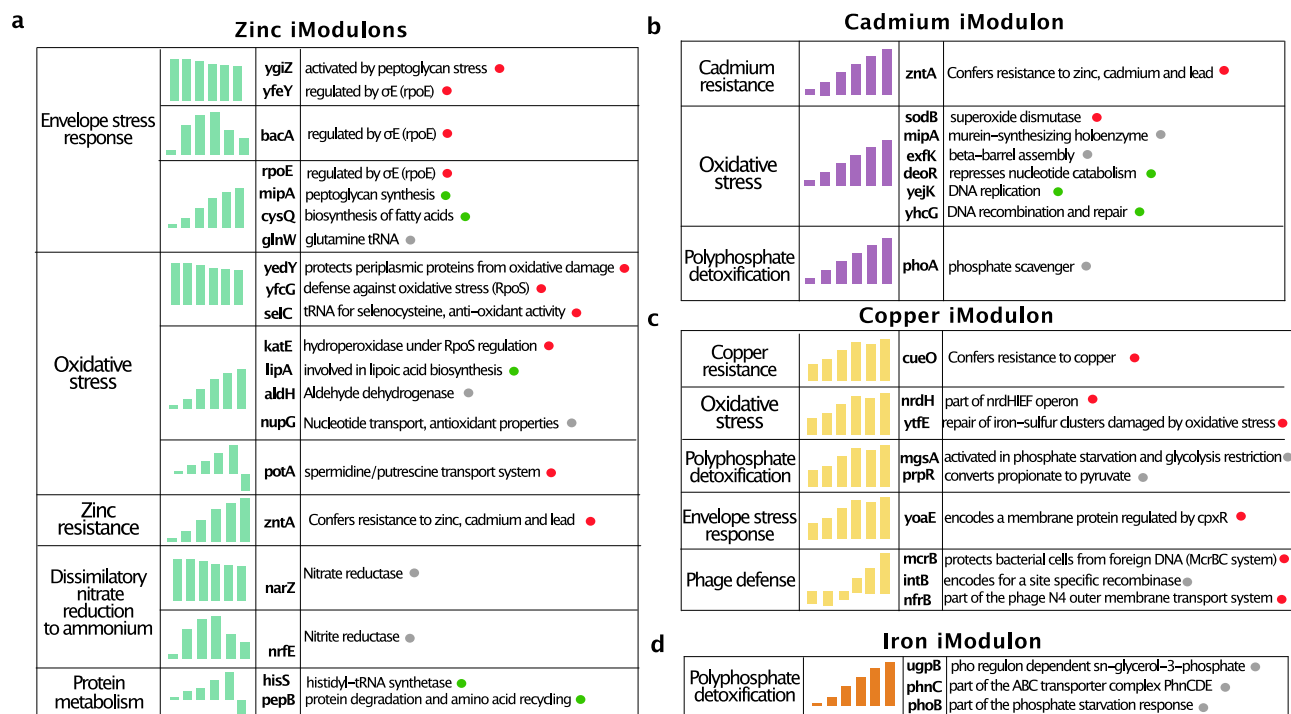 a
Zinc iModulons
Envelope stress
response
ygiZ activated by peptoglycan stress
yfeY regulated by σE (rpoE)
bacA regulated by σE (rpoE)
rpoE regulated by σE (rpoE)
mipA peptoglycan synthesis
cysQ biosynthesis of fatty acids
glnW glutamine tRNA
Oxidative
stress
yedY protects periplasmic proteins from oxidative damage
yfcG defense against oxidative stress (RpoS)
selC tRNA for selenocysteine, anti-oxidant activity
katE hydroperoxidase under RpoS regulation
lipA involved in lipoic acid biosynthesis
aldH Aldehyde dehydrogenase
nupG Nucleotide transport, antioxidant properties
potA spermidine/putrescine transport system
Zinc
resistance
zntA Confers resistance to zinc, cadmium and lead
Dissimilatory
nitrate
reduction
to ammonium
narZ Nitrate reductase
nrfE Nitrite reductase
Protein
metabolism
hisS histidyl-tRNA synthetase
pepB protein degradation and amino acid recycling
b
Cadmium iModulon
Cadmium
resistance
zntA Confers resistance to zinc, cadmium and lead
Oxidative
stress
sodB superoxide dismutase
mipA murein-synthesizing holoenzyme
exfK beta-barrel assembly
deoR represses nucleotide catabolism
yejK DNA replication
yhcG DNA recombination and repair
Polyphosphate
detoxification
phoA phosphate scavenger
c
Copper iModulon
Copper
resistance
cueO Confers resistance to copper
Oxidative
stress
nrdH part of nrdHIEF operon
ytfE repair of iron-sulfur clusters damaged by oxidative stress
Polyphosphate
detoxification
mgsA activated in phosphate starvation and glycolysis restriction
prpR converts propionate to pyruvate
Envelope stress
response
yoaE encodes a membrane protein regulated by cpxR
Phage defense
mcrB protects bacterial cells from foreign DNA (McrBC system)
intB encodes for a site specific recombinase
nfrB part of the phage N4 outer membrane transport system
d
Iron iModulon
Polyphosphate
detoxification
ugpB pho regulon dependent sn-glycerol-3-phosphate
phnC part of the ABC transporter complex PhnCDE
phoB part of the phosphate starvation response